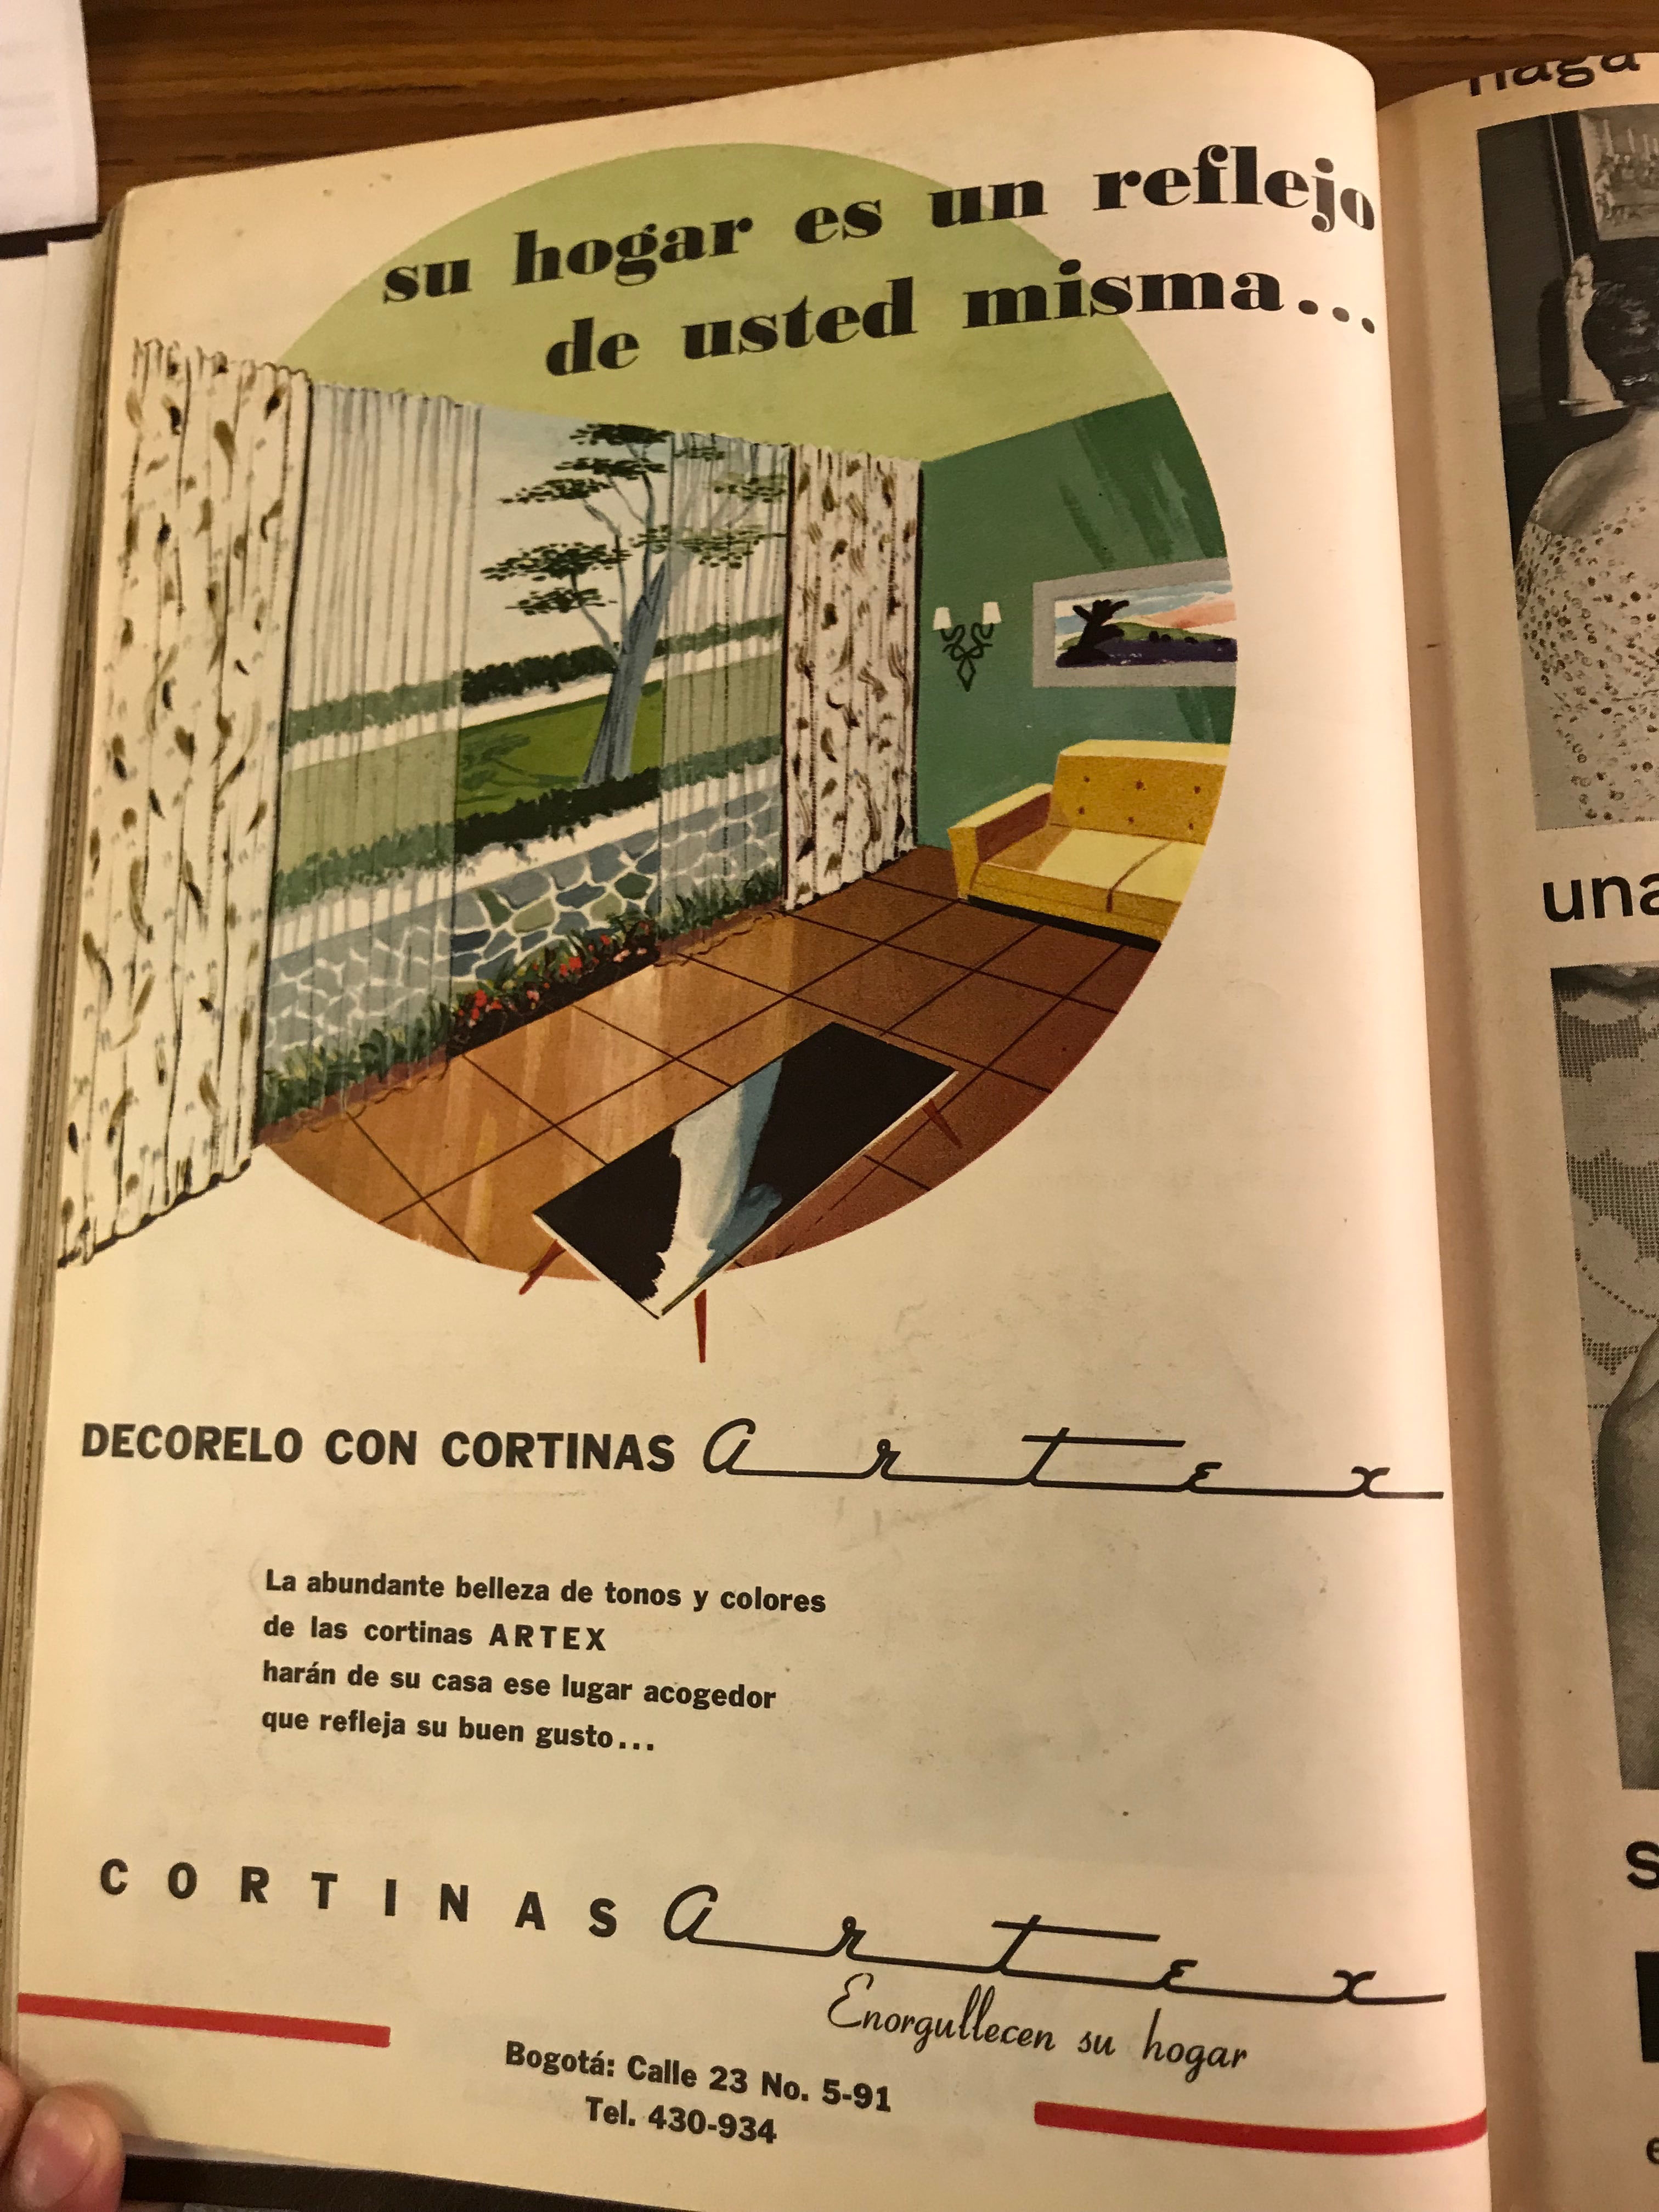 su hogar es un reflejo
de usted misma...
DECORELO CON CORTINAS Artex
La abundante belleza de tonos y colores
de las cortinas ARTEX
harán de su casa ese lugar acogedor
que refleja su buen gusto...
CORTINAS Artex
Enorgullecen su hogar
Bogotá: Calle 23 No. 5-91
Tel. 430-934
haga
una